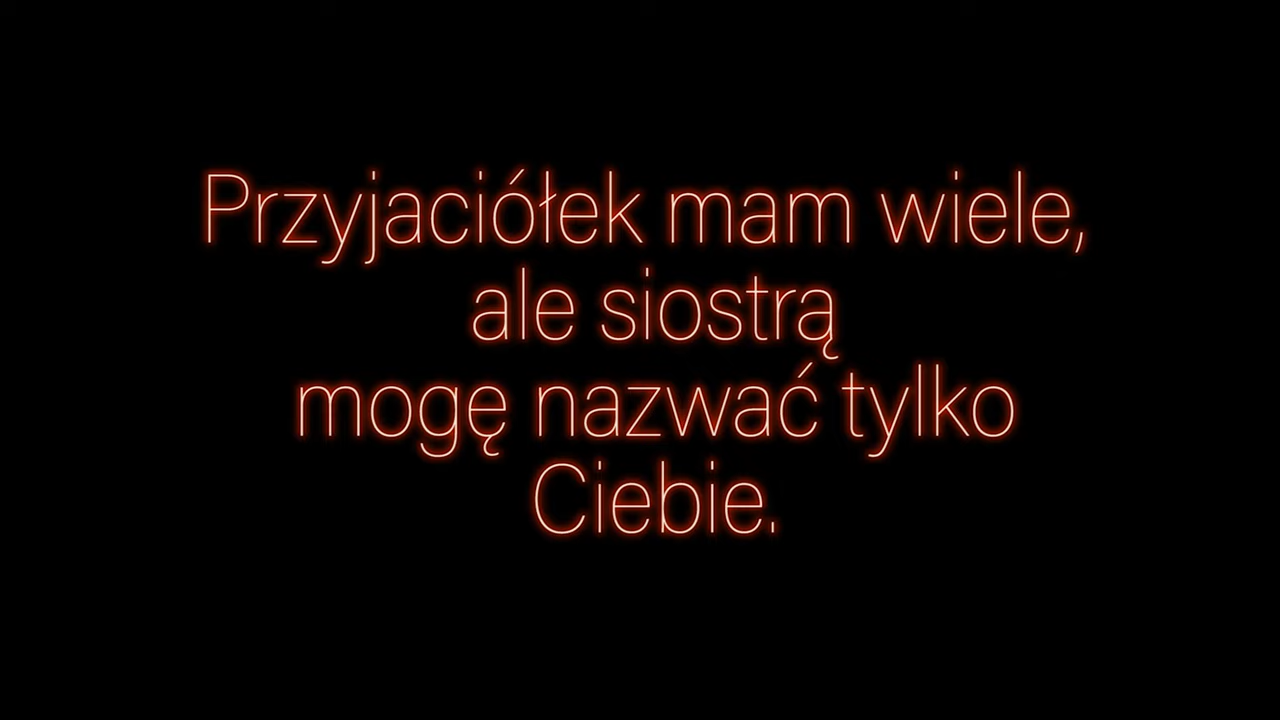 Przyjaciółek mam wiele,
ale siostrą
mogę nazwać tylko
Ciebie.